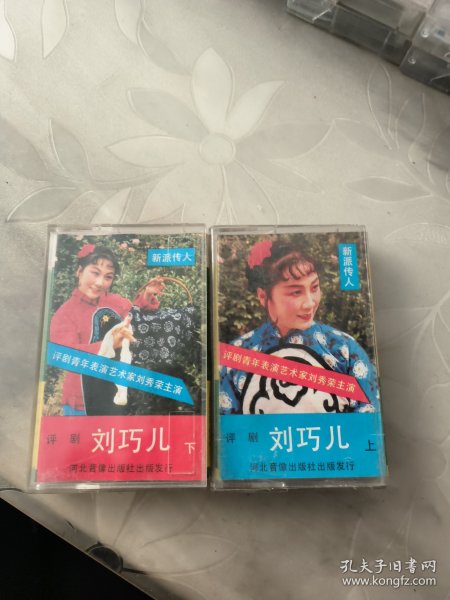 新派传人
评剧青年表演艺术家刘秀荣主演
评 剧 刘巧儿 下
河北音像出版社出版发行
新派传人
评剧青年表演艺术家刘秀荣主演
评 剧 刘巧儿 上
河北音像出版社出版发行
孔夫子旧书网
www.kongfz.com